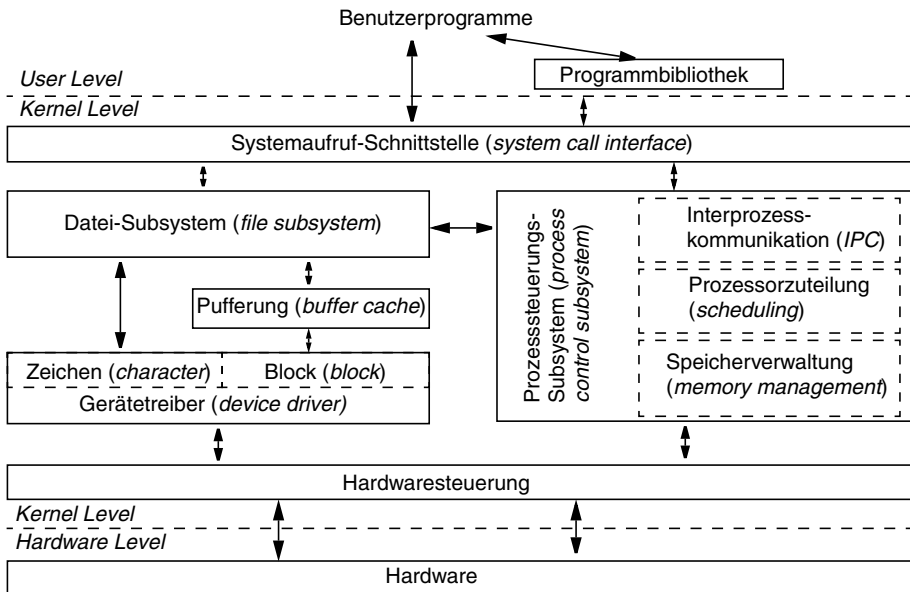 Benutzerprogramme
Programmbibliothek
User Level
Kernel Level
Systemaufruf-Schnittstelle (system call interface)
Datei-Subsystem (file subsystem)
Pufferung (buffer cache)
Zeichen (character)
Block (block)
Gerätetreiber (device driver)
Prozesssteuerungs-
Subsystem (process
control subsystem)
Interprozess-
kommunikation (IPC)
Prozessorzuteilung
(scheduling)
Speicherverwaltung
(memory management)
Hardwaresteuerung
Kernel Level
Hardware Level
Hardware